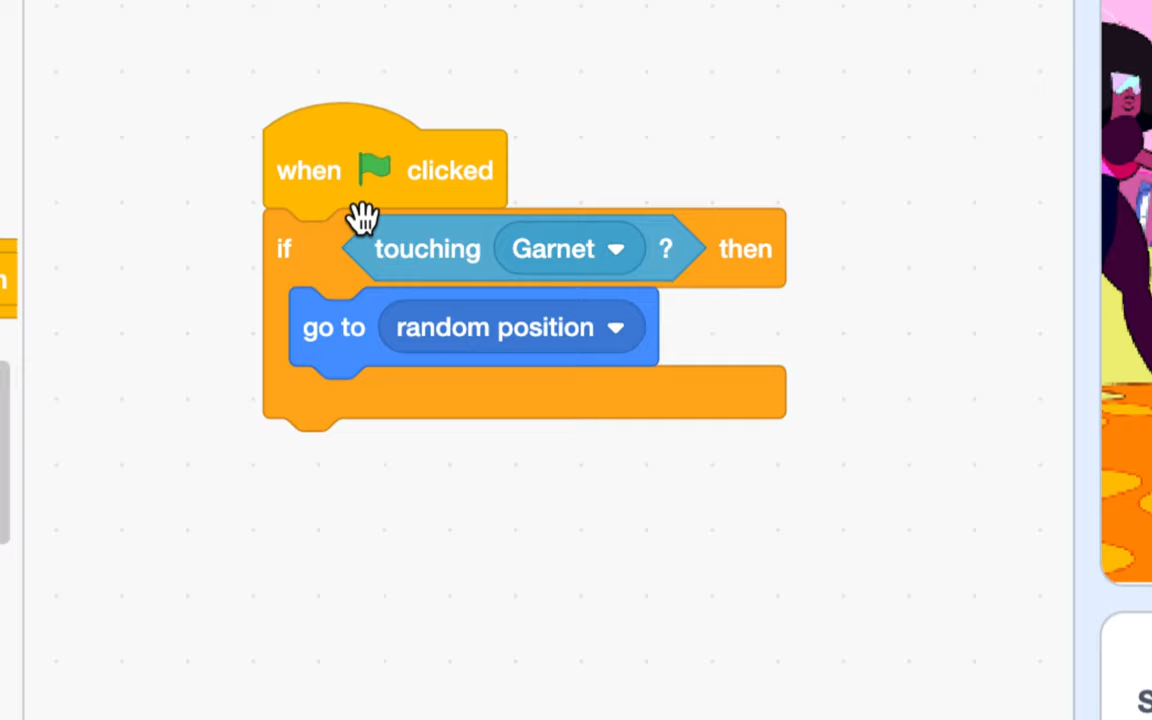 when clicked
if touching Garnet ? then
go to random position
S